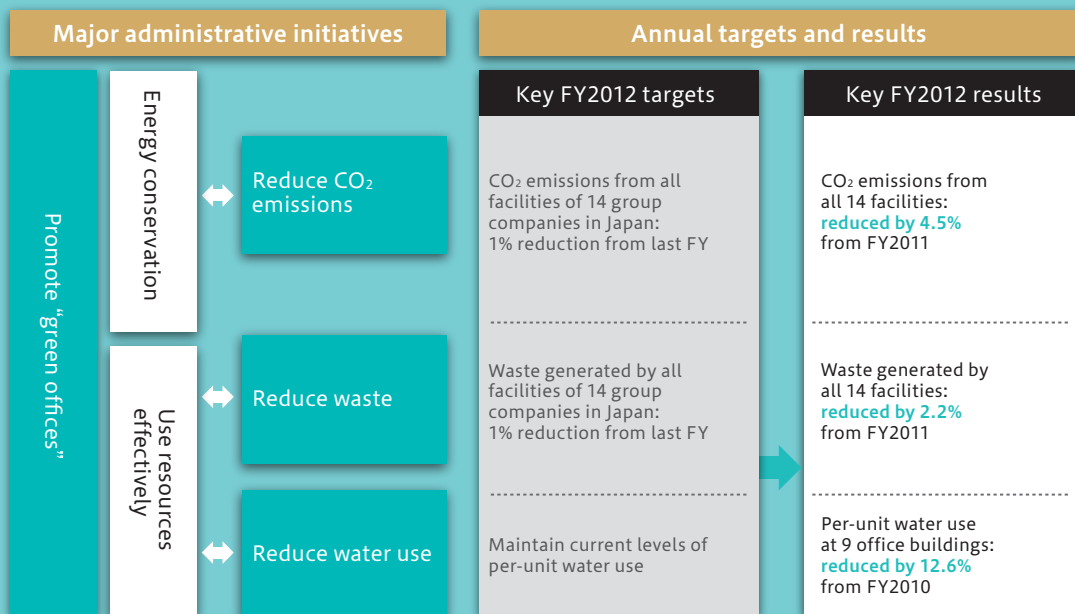 Major administrative initiatives
Annual targets and results
Promote “green offices”
Energy conservation
Use resources
effectively
Reduce CO₂
emissions
Reduce waste
Reduce water use
Key FY2012 targets
CO₂ emissions from all
facilities of 14 group
companies in Japan:
1% reduction from last FY
Waste generated by all
facilities of 14 group
companies in Japan:
1% reduction from last FY
Maintain current levels of
per-unit water use
Key FY2012 results
CO₂ emissions from
all 14 facilities:
reduced by 4.5%
from FY2011
Waste generated by
all 14 facilities:
reduced by 2.2%
from FY2011
Per-unit water use
at 9 office buildings:
reduced by 12.6%
from FY2010